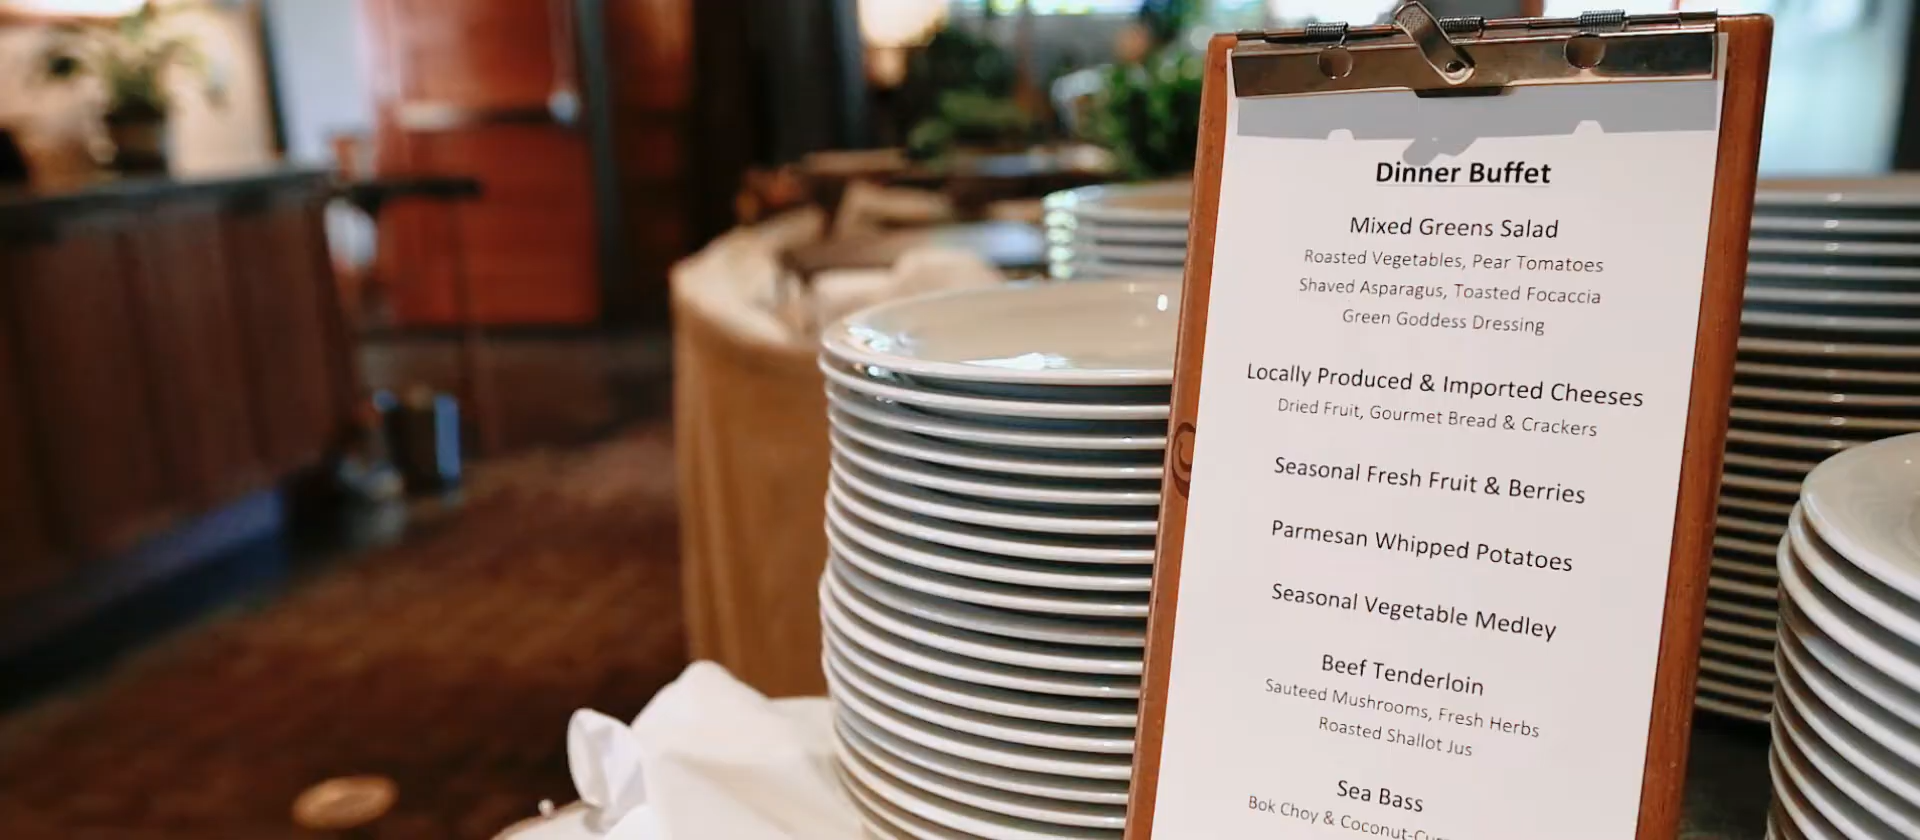 Dinner Buffet
Mixed Greens Salad
Roasted Vegetables, Pear Tomatoes
Shaved Asparagus, Toasted Focaccia
Green Goddess Dressing
Locally Produced & Imported Cheeses
Dried Fruit, Gourmet Bread & Crackers
Seasonal Fresh Fruit & Berries
Parmesan Whipped Potatoes
Seasonal Vegetable Medley
Beef Tenderloin
Sauteed Mushrooms, Fresh Herbs
Roasted Shallot Jus
Sea Bass
Bok Choy &